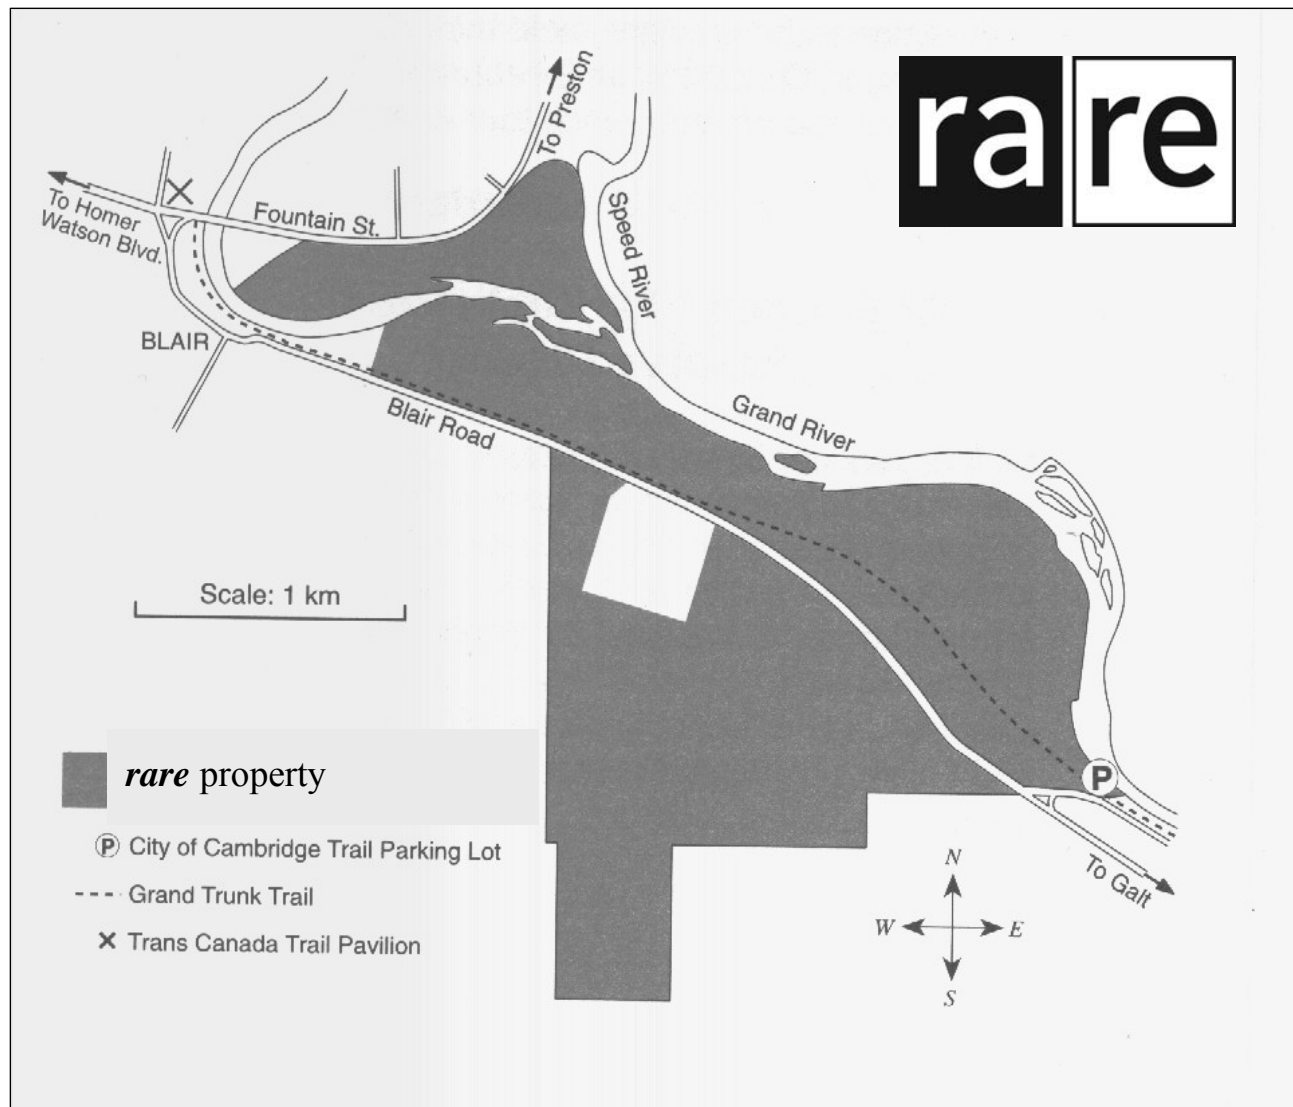 rare
To Preston
To Homer
Watson Blvd.
Fountain St.
Speed River
BLAIR
Blair Road
Grand River
Scale: 1 km
rare property
P
P City of Cambridge Trail Parking Lot
Grand Trunk Trail
Trans Canada Trail Pavilion
To Galt
N
W
E
S